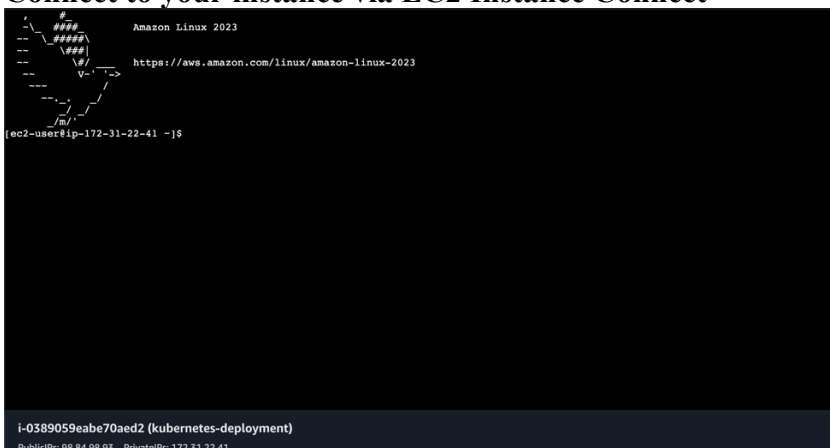 Connect to your instance via EC2 Instance Connect
   ,     #_
   ~\_  ####_        Amazon Linux 2023
  ~~  \_#####\
  ~~     \###|
  ~~       \#/ ___   https://aws.amazon.com/linux/amazon-linux-2023
   ~~       V~' '->
    ~~~         /
      ~~._.   _/
         _/ _/
       _/m/'
[ec2-user@ip-172-31-22-41 ~]$
i-0389059eabe70aed2 (kubernetes-deployment)
PublicIPs: 98.84.98.93 PrivateIPs: 172.31.22.41